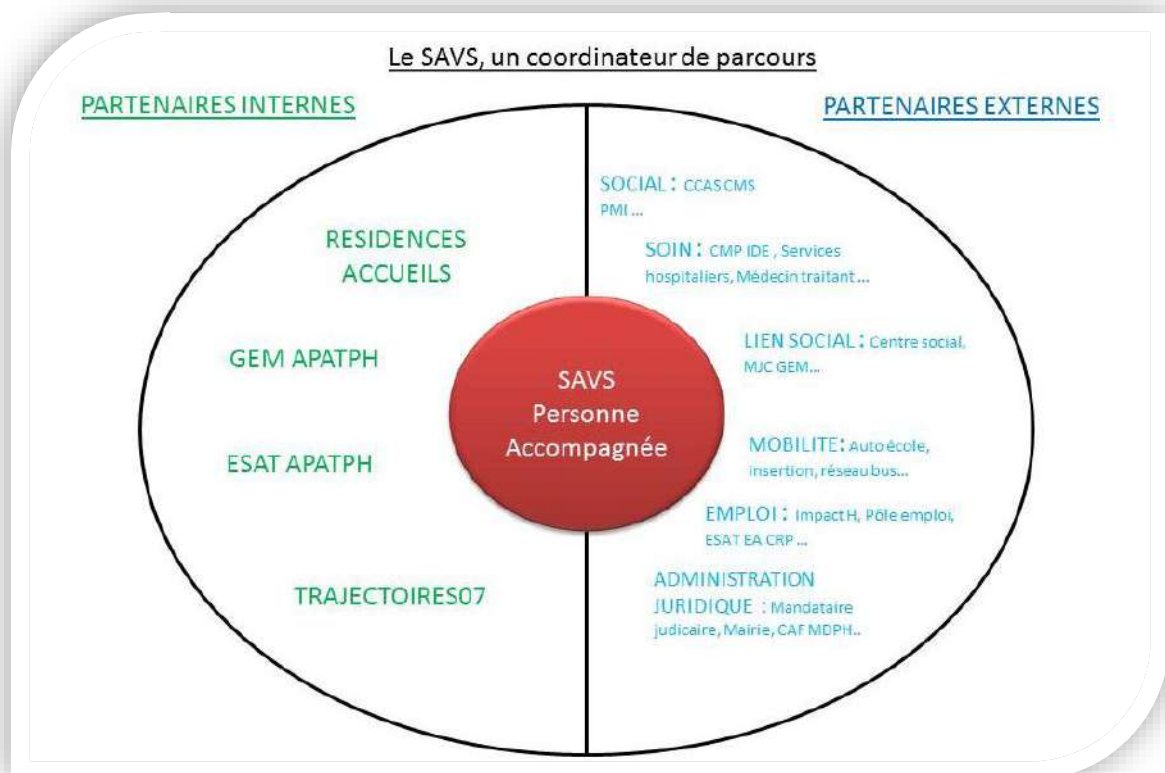 Le SAVS, un coordinateur de parcours
PARTENAIRES INTERNES
PARTENAIRES EXTERNES
RESIDENCES
ACCUEILS
GEM APATPH
ESAT APATPH
TRAJECTOIRES07
SAVS
Personne
Accompagnée
SOCIAL : CCAS CMS
PMI ...
SOIN : CMP IDE , Services
hospitaliers, Médecin traitant ...
LIEN SOCIAL : Centre social,
MJC GEM...
MOBILITE: Auto école,
insertion, réseau bus...
EMPLOI : Impact H, Pôle emploi,
ESAT EA CRP ...
ADMINISTRATION
JURIDIQUE : Mandataire
judicaire, Mairie, CAF MDPH..